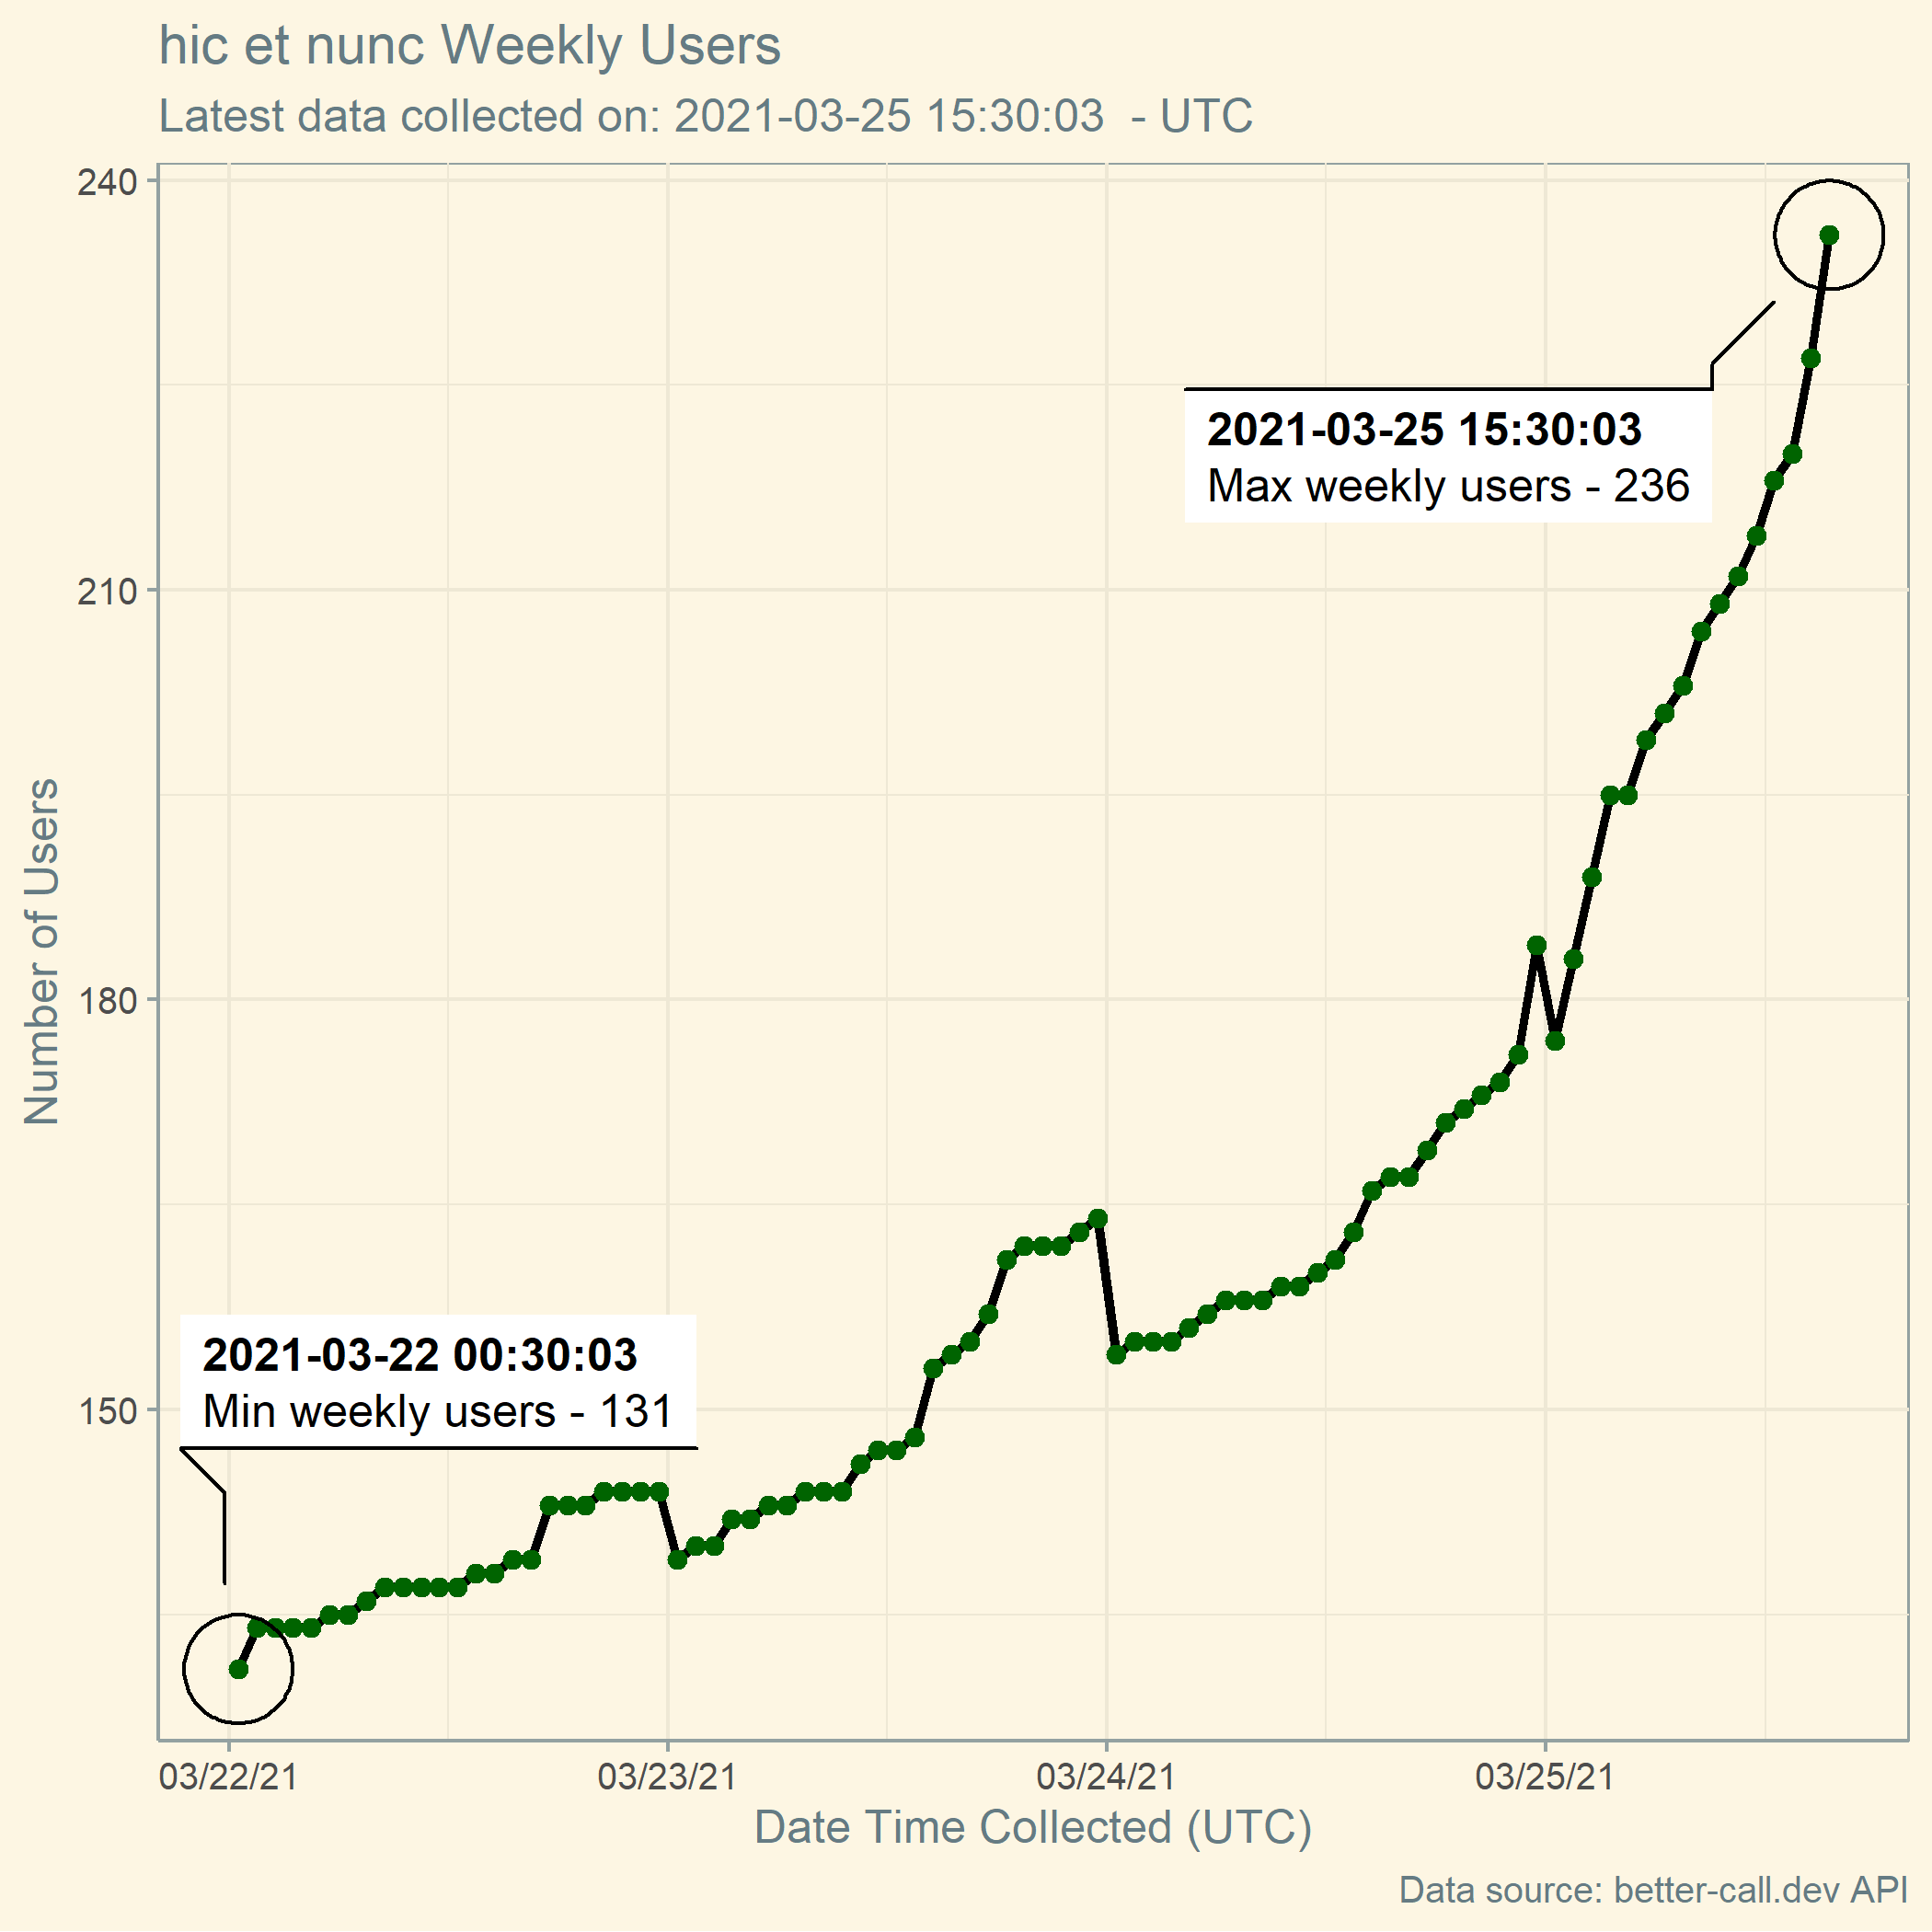 hic et nunc Weekly Users
Latest data collected on: 2021-03-25 15:30:03  - UTC
240
2021-03-25 15:30:03
Max weekly users - 236
210
Number of Users
180
2021-03-22 00:30:03
Min weekly users - 131
150
03/22/21 03/23/21 03/24/21 03/25/21
Date Time Collected (UTC)
Data source: better-call.dev API